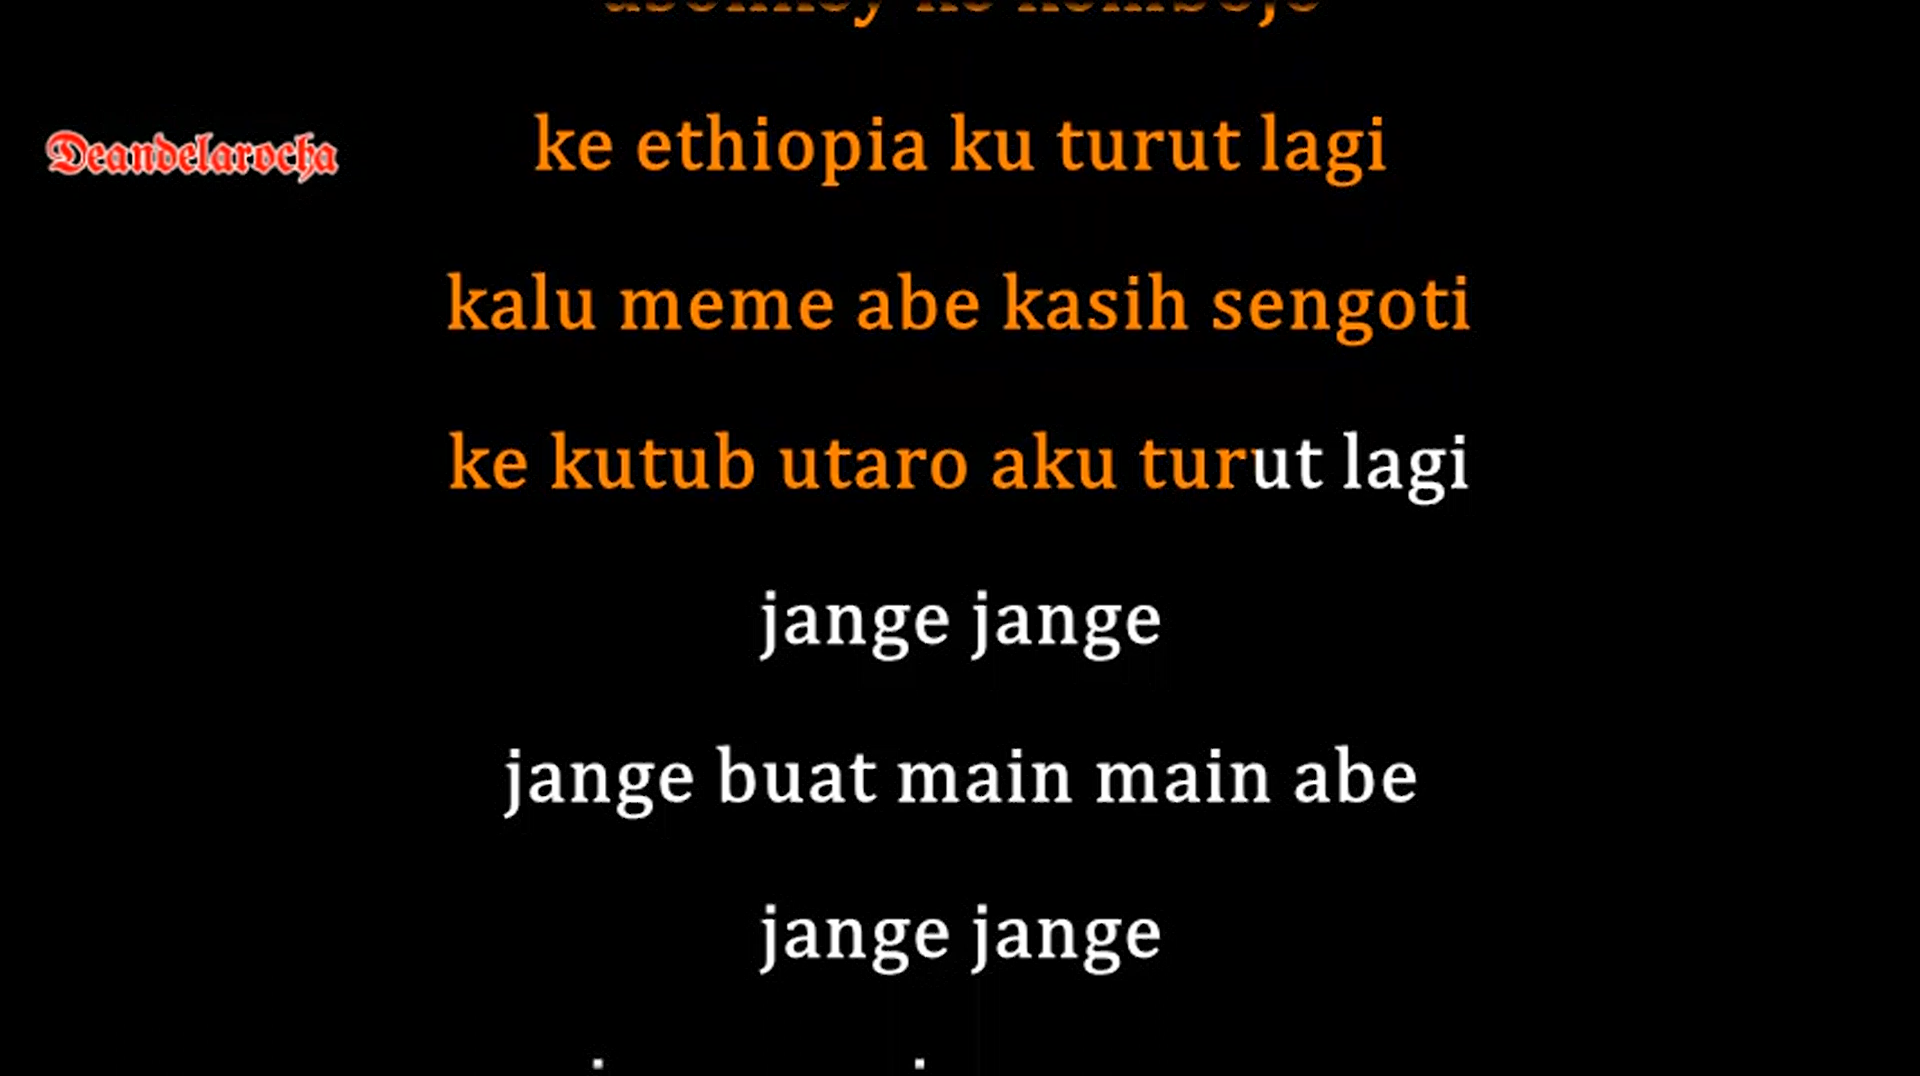 Deandelarocha
ke ethiopia ku turut lagi
kalu meme abe kasih sengoti
ke kutub utaro aku turut lagi
jange jange
jange buat main main abe
jange jange